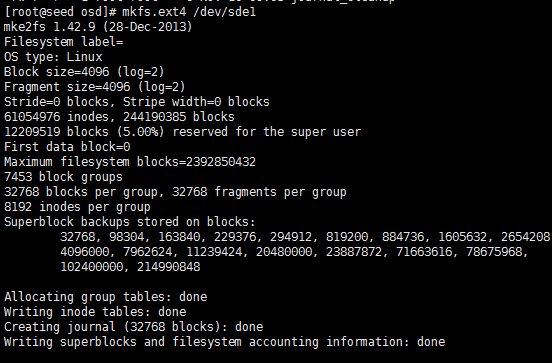 [root@seed osd]# mkfs.ext4 /dev/sde1
mke2fs 1.42.9 (28-Dec-2013)
Filesystem label=
OS type: Linux
Block size=4096 (log=2)
Fragment size=4096 (log=2)
Stride=0 blocks, Stripe width=0 blocks
61054976 inodes, 244190385 blocks
12209519 blocks (5.00%) reserved for the super user
First data block=0
Maximum filesystem blocks=2392850432
7453 block groups
32768 blocks per group, 32768 fragments per group
8192 inodes per group
Superblock backups stored on blocks:
32768, 98304, 163840, 229376, 294912, 819200, 884736, 1605632, 2654208
4096000, 7962624, 11239424, 20480000, 23887872, 71663616, 78675968,
102400000, 214990848
Allocating group tables: done
Writing inode tables: done
Creating journal (32768 blocks): done
Writing superblocks and filesystem accounting information: done